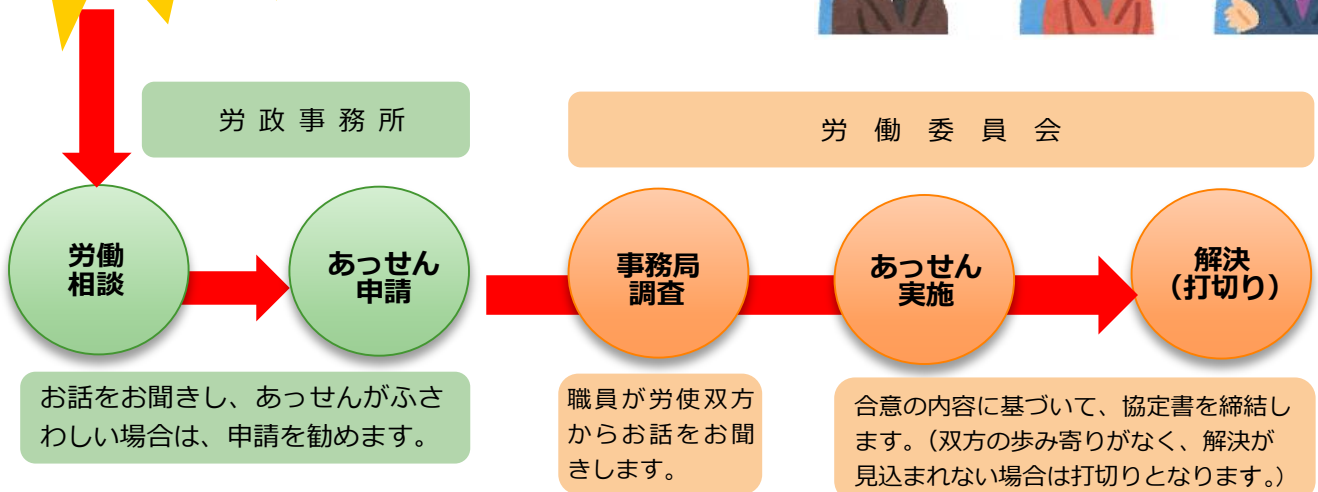 労政事務所
労働委員会
労働
相談
あっせん
申請
事務局
調査
あっせん
実施
解決
（打切り）
お話をお聞きし、あっせんがふさ
わしい場合は、申請を勧めます。
職員が労使双方
からお話をお聞
きします。
合意の内容に基づいて、協定書を締結し
ます。（双方の歩み寄りがなく、解決が
見込まれない場合は打切りとなります。）